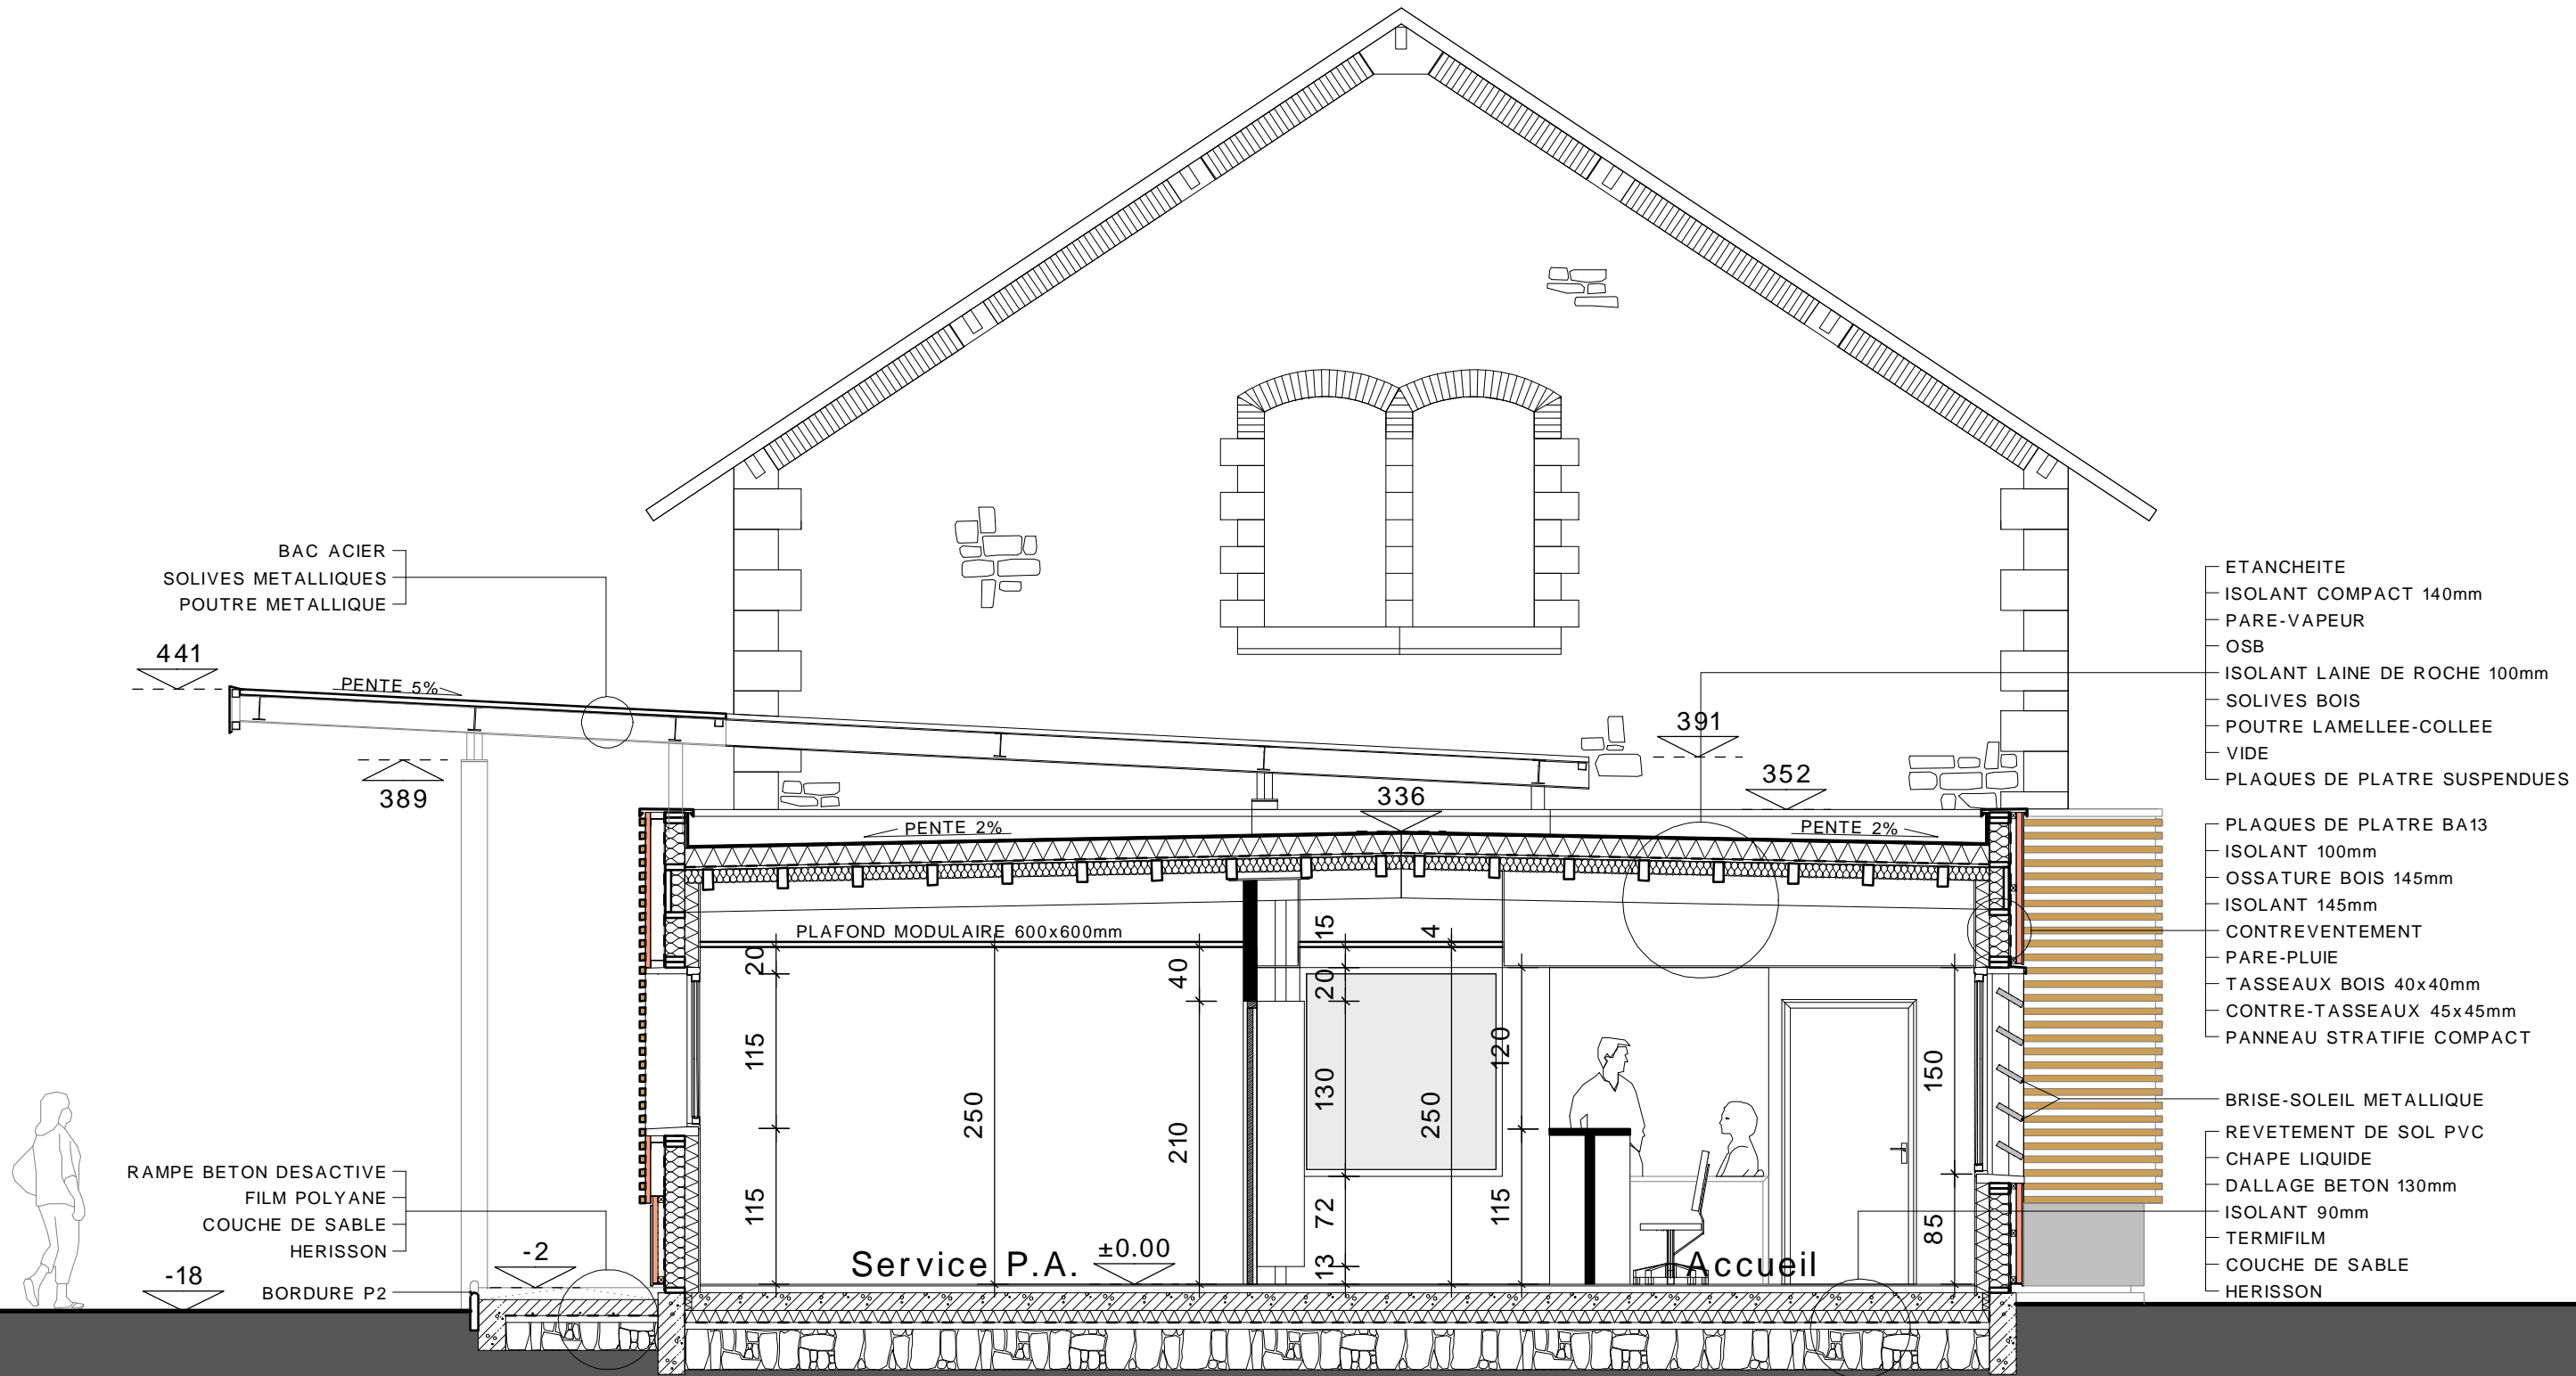 BAC ACIER
SOLIVES METALLIQUES
POUTRE METALLIQUE
441
PENTE 5%
389
391
352
336
PENTE 2%
PENTE 2%
ETANCHEITE
ISOLANT COMPACT 140mm
PARE-VAPEUR
OSB
ISOLANT LAINE DE ROCHE 100mm
SOLIVES BOIS
POUTRE LAMELLEE-COLLEE
VIDE
PLAQUES DE PLATRE SUSPENDUES
PLAQUES DE PLATRE BA13
ISOLANT 100mm
OSSATURE BOIS 145mm
ISOLANT 145mm
CONTREVENTEMENT
PARE-PLUIE
TASSEAUX BOIS 40x40mm
CONTRE-TASSEAUX 45x45mm
PANNEAU STRATIFIE COMPACT
BRISE-SOLEIL METALLIQUE
REVETEMENT DE SOL PVC
CHAPE LIQUIDE
DALLAGE BETON 130mm
ISOLANT 90mm
TERMIFILM
COUCHE DE SABLE
HERISSON
PLAFOND MODULAIRE 600x600mm
20
115
115
250
40
210
15
20
130
72
13
4
250
120
115
150
85
Service P.A.
±0.00
Accueil
RAMPE BETON DESACTIVE
FILM POLYANE
COUCHE DE SABLE
HERISSON
BORDURE P2
-2
-18